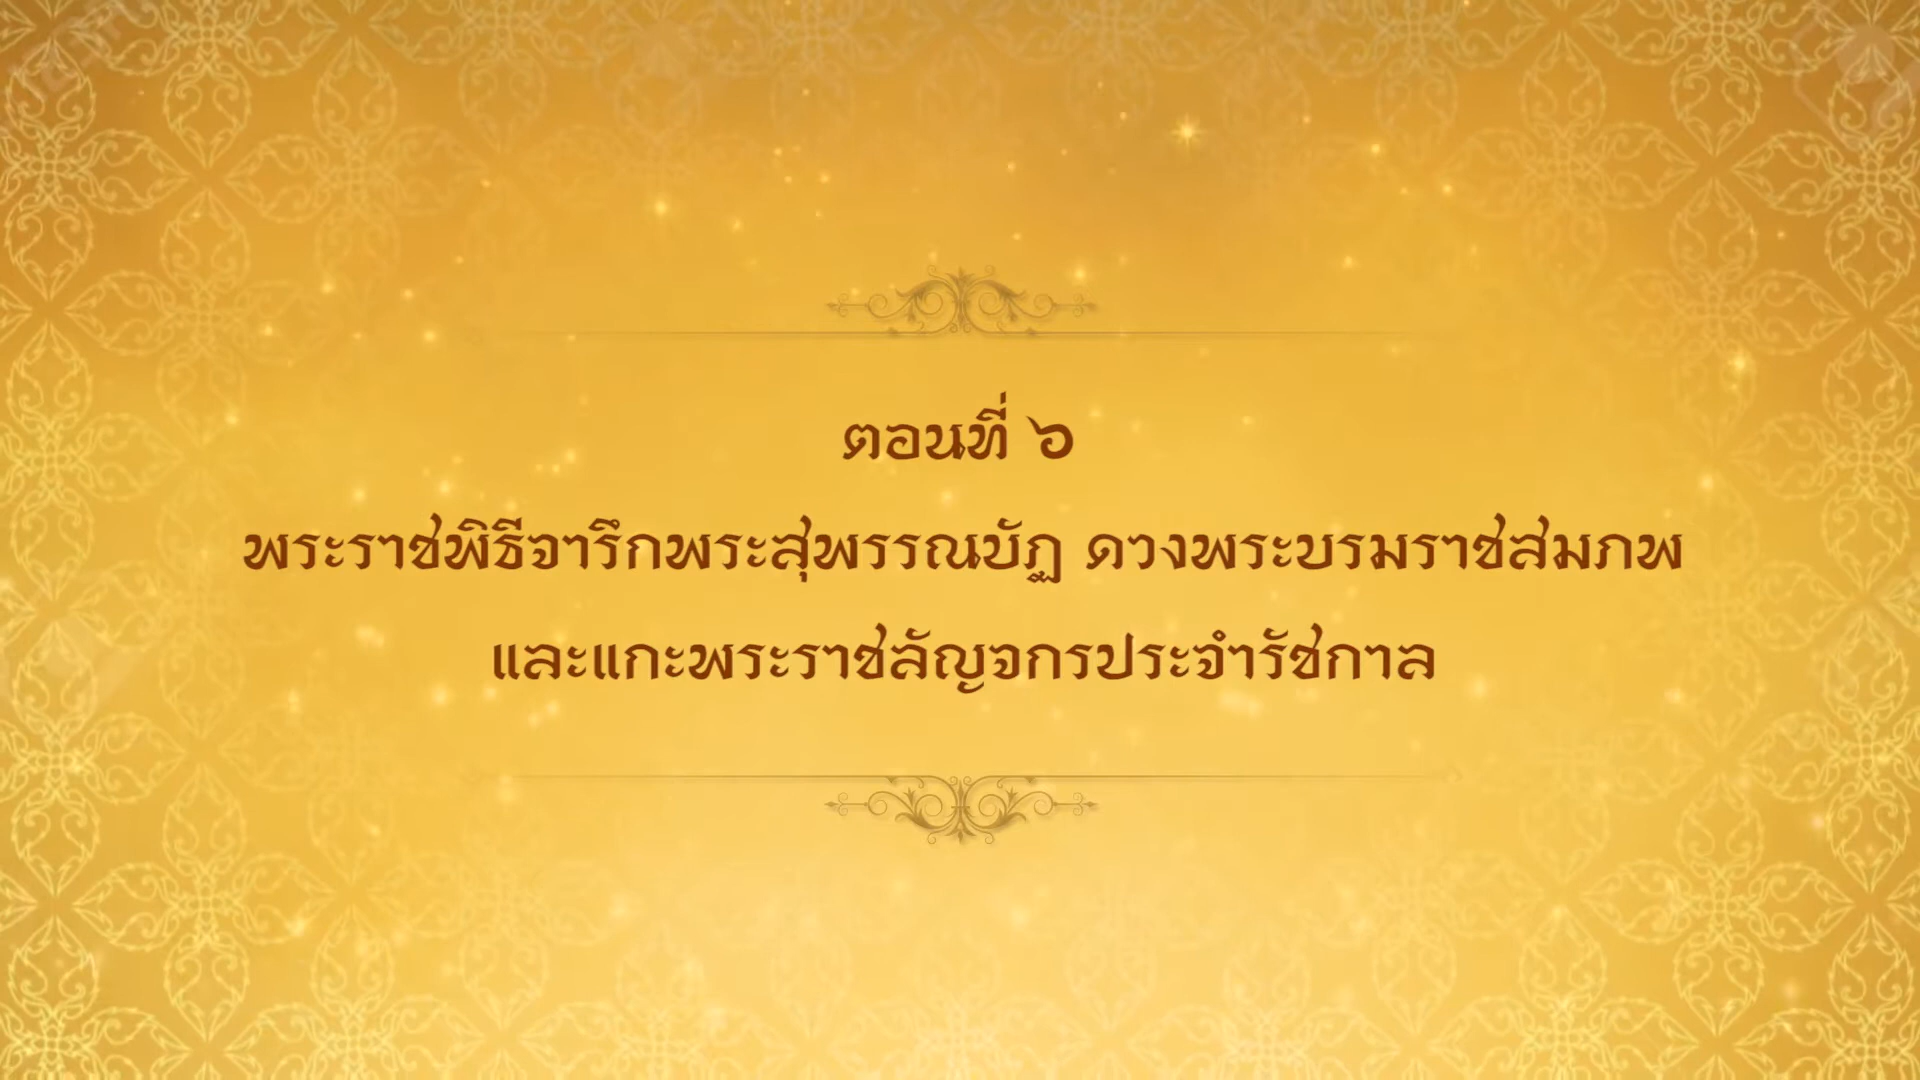 ตอนที่ ๖
พระราชพิธีจารึกพระสุพรรณบัฏ ดวงพระบรมราชสมภพ
และแกะพระราชลัญจกรประจำรัชกาล